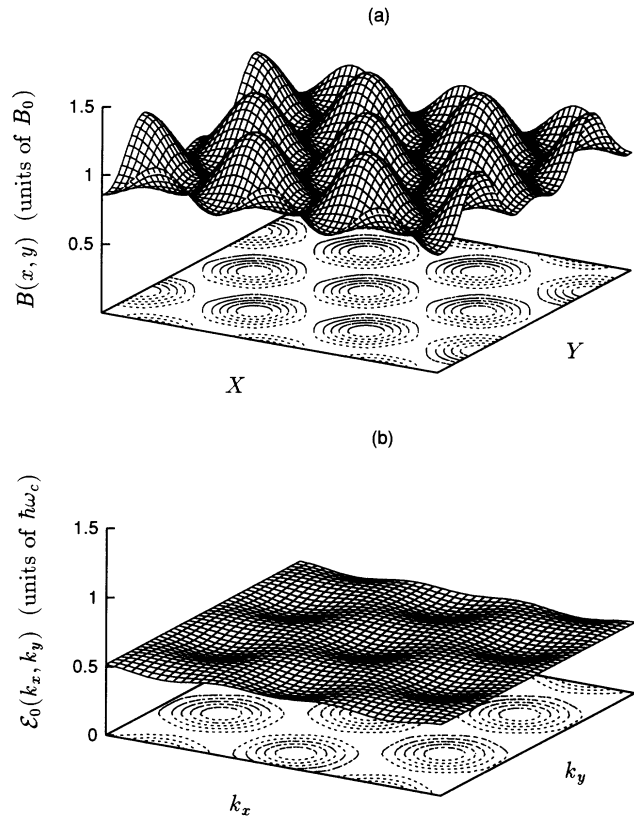 (a)
B(x, y) (units of B₀)
1.5
1
0.5
X
Y
(b)
ℰ₀(kₓ, k_y) (units of ħω_c)
1.5
1
0.5
0
kₓ
k_y